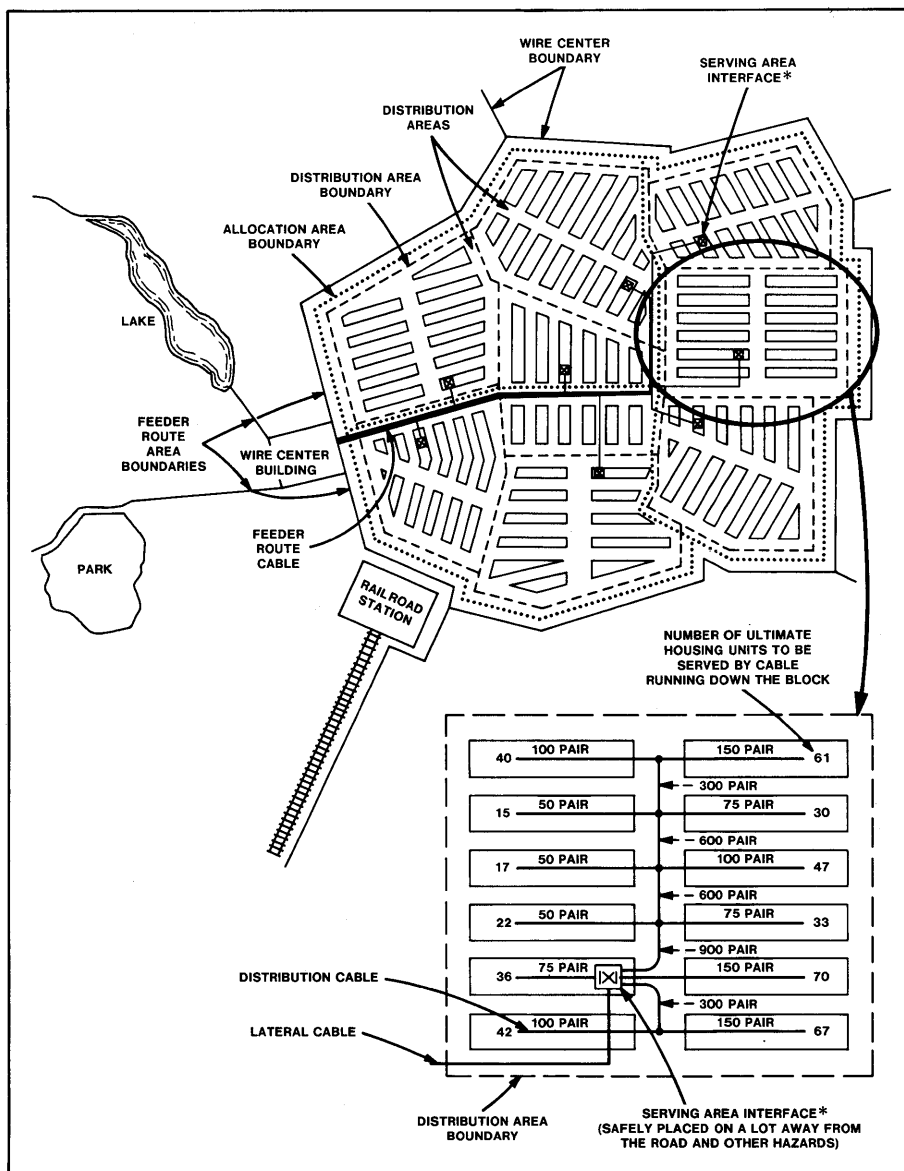 WIRE CENTER
BOUNDARY
SERVING AREA
INTERFACE*
DISTRIBUTION
AREAS
DISTRIBUTION AREA
BOUNDARY
ALLOCATION AREA
BOUNDARY
LAKE
FEEDER
ROUTE
AREA
BOUNDARIES
WIRE CENTER
BUILDING
FEEDER
ROUTE
CABLE
PARK
RAILROAD
STATION
NUMBER OF ULTIMATE
HOUSING UNITS TO BE
SERVED BY CABLE
RUNNING DOWN THE BLOCK
40 100 PAIR 150 PAIR 61
300 PAIR
15 50 PAIR 75 PAIR 30
600 PAIR
17 50 PAIR 100 PAIR 47
600 PAIR
22 50 PAIR 75 PAIR 33
900 PAIR
36 75 PAIR 150 PAIR 70
300 PAIR
42 100 PAIR 150 PAIR 67
DISTRIBUTION CABLE
LATERAL CABLE
DISTRIBUTION AREA
BOUNDARY
SERVING AREA INTERFACE*
(SAFELY PLACED ON A LOT AWAY FROM
THE ROAD AND OTHER HAZARDS)